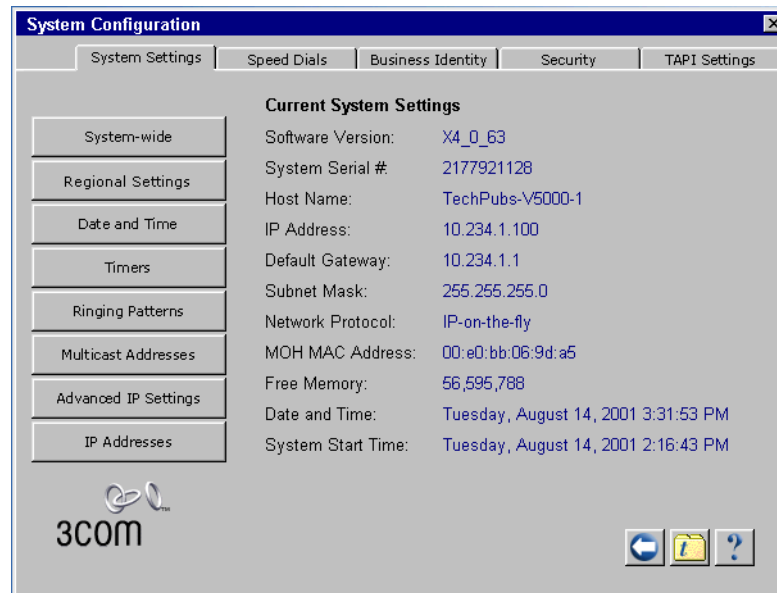 System Configuration
System Settings
Speed Dials
Business Identity
Security
TAPI Settings
Current System Settings
System-wide
Regional Settings
Date and Time
Timers
Ringing Patterns
Multicast Addresses
Advanced IP Settings
IP Addresses
Software Version: X4_0_63
System Serial #: 2177921128
Host Name: TechPubs-V5000-1
IP Address: 10.234.1.100
Default Gateway: 10.234.1.1
Subnet Mask: 255.255.255.0
Network Protocol: IP-on-the-fly
MOH MAC Address: 00:e0:bb:06:9d:a5
Free Memory: 56,595,788
Date and Time: Tuesday, August 14, 2001 3:31:53 PM
System Start Time: Tuesday, August 14, 2001 2:16:43 PM
3COM
t
?